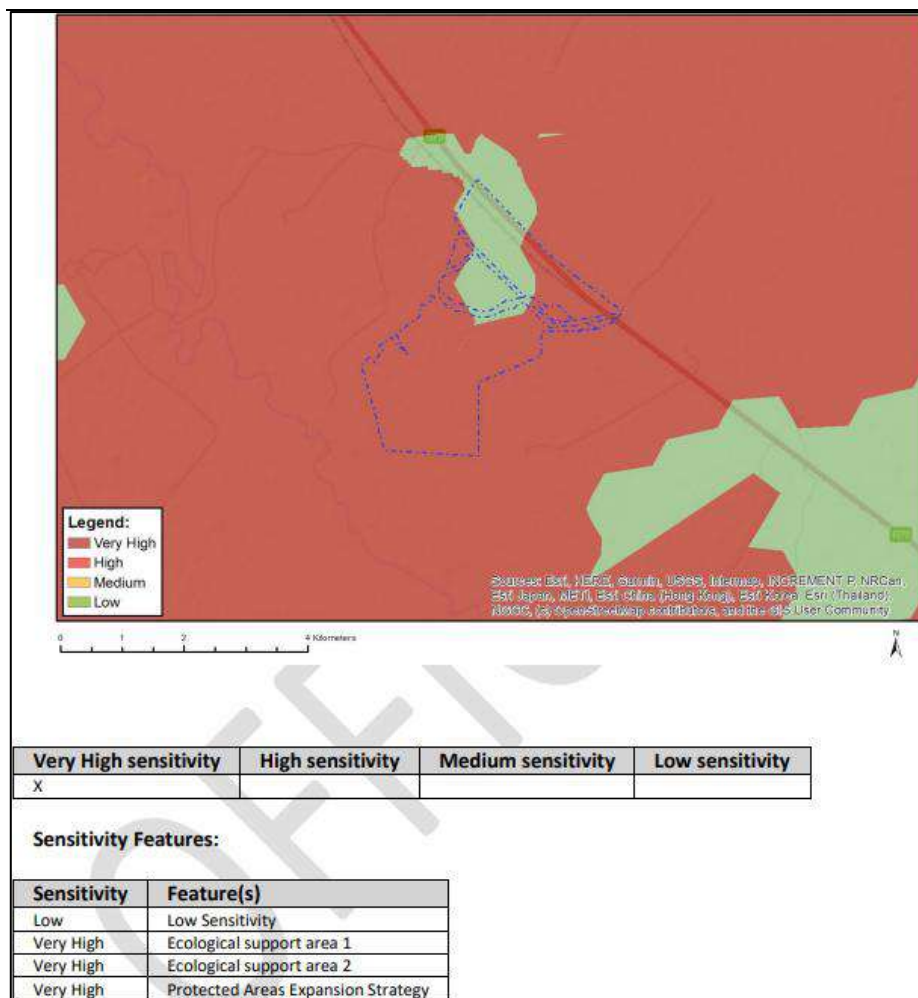 Legend:
Very High
High
Medium
Low
Sources: Esri, HERE, Garmin, USGS, Intermap, INCREMENT P, NRCan,
Esri Japan, METI, Esri China (Hong Kong), Esri Korea, Esri (Thailand),
NGCC, (c) OpenStreetMap contributors, and the GIS User Community
0 1 2 4 Kilometers
N
Very High sensitivity High sensitivity Medium sensitivity Low sensitivity
X
Sensitivity Features:
Sensitivity Feature(s)
Low Low Sensitivity
Very High Ecological support area 1
Very High Ecological support area 2
Very High Protected Areas Expansion Strategy